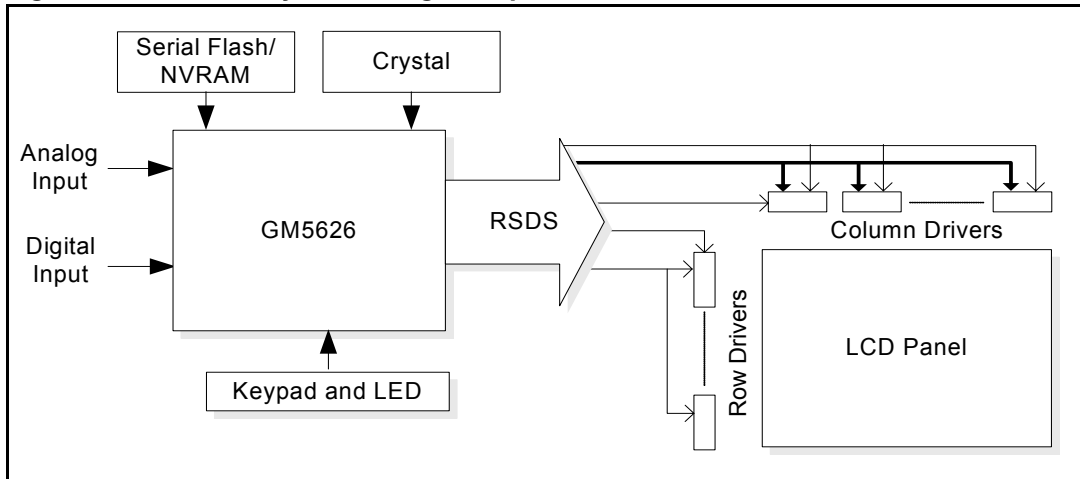 Serial Flash/
NVRAM
Crystal
Analog
Input
Digital
Input
GM5626
RSDS
Column Drivers
Row Drivers
LCD Panel
Keypad and LED